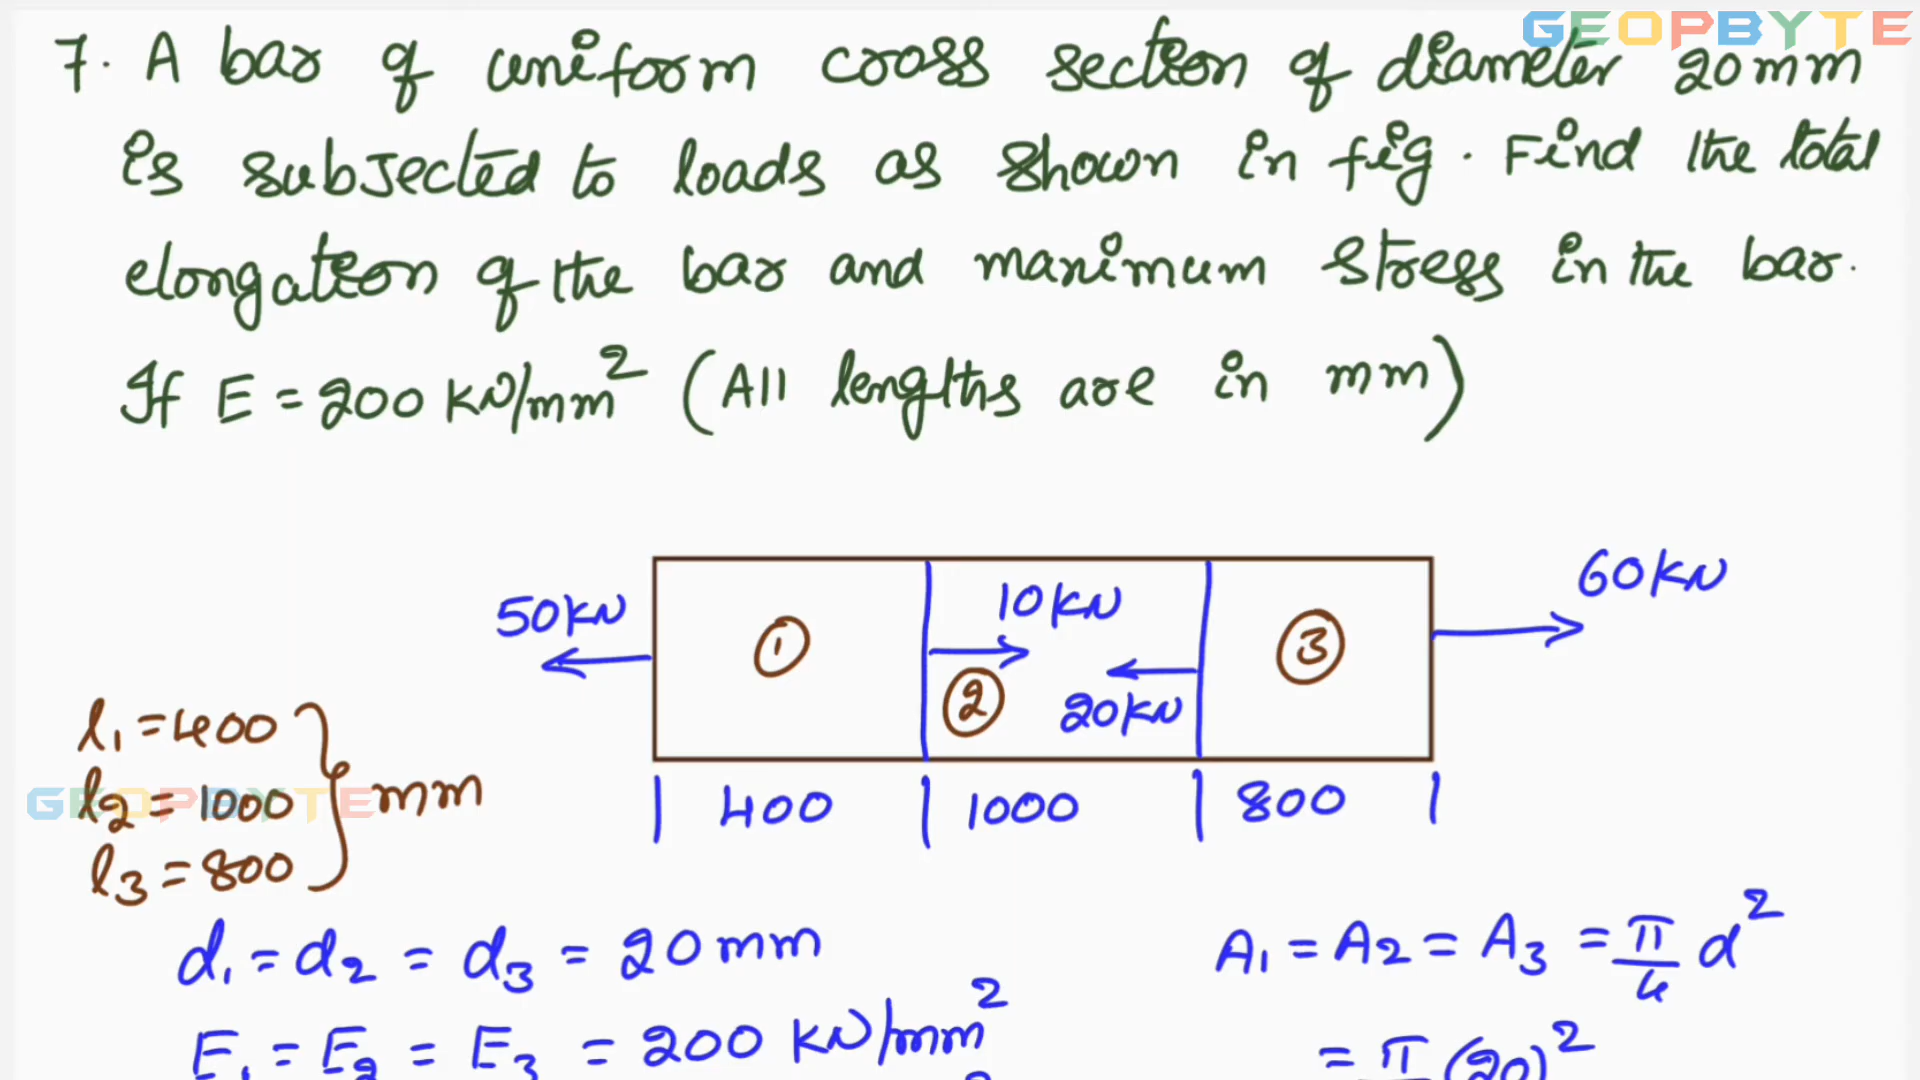 GEOPBYTE
7. A bar of uniform cross section of diameter 20mm
is subjected to loads as shown in fig. Find the total
elongation of the bar and maximum stress in the bar.
If E = 200 kN/mm² (All lengths are in mm)
50kN 10kN 60kN
① ② ③
20kN
400 1000 800
l₁ = 400
l₂ = 1000 mm
l₃ = 800
GEOPBYTE
d₁ = d₂ = d₃ = 20mm
A₁ = A₂ = A₃ = π/4 d²
E₁ = E₂ = E₃ = 200 kN/mm²
= π (20)²